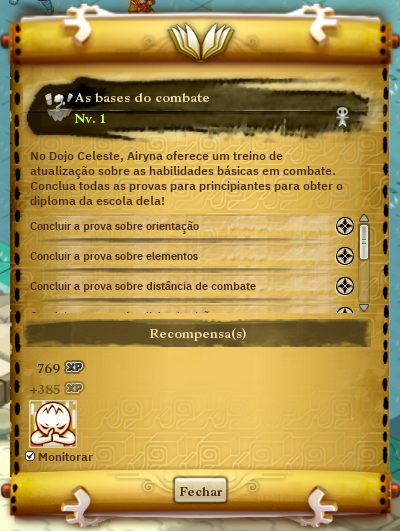 As bases do combate
Nv. 1
No Dojo Celeste, Airyna oferece um treino de
atualização sobre as habilidades básicas em combate.
Conclua todas as provas para principiantes para obter o
diploma da escola dela!
Concluir a prova sobre orientação
Concluir a prova sobre elementos
Concluir a prova sobre distância de combate
Recompensa(s)
769 XP
+385 XP
Monitorar
Fechar